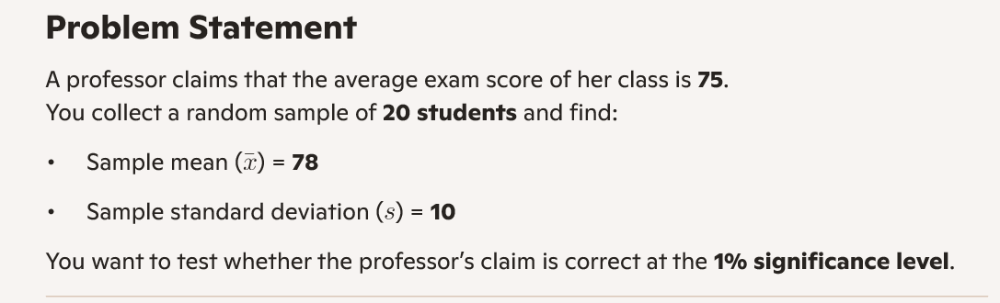 Problem Statement
A professor claims that the average exam score of her class is 75.
You collect a random sample of 20 students and find:
• Sample mean (x̄) = 78
• Sample standard deviation (s) = 10
You want to test whether the professor’s claim is correct at the 1% significance level.